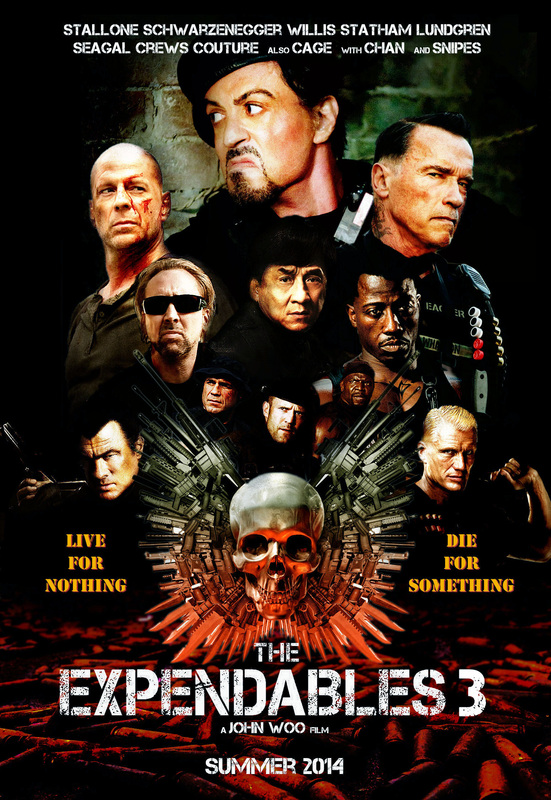 STALLONE SCHWARZENEGGER WILLIS STATHAM LUNDGREN
SEAGAL CREWS COUTURE ALSO CAGE WITH CHAN AND SNIPES
LIVE
FOR
NOTHING
DIE
FOR
SOMETHING
THE
EXPENDABLES 3
A JOHN WOO FILM
SUMMER 2014